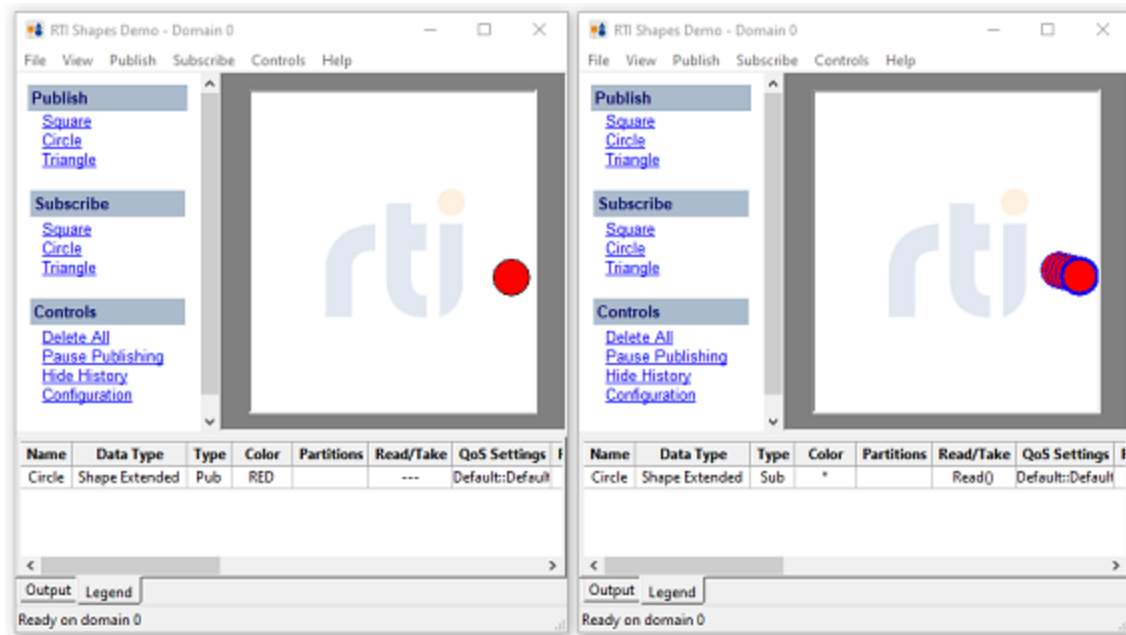 RTI Shapes Demo - Domain 0
File View Publish Subscribe Controls Help
Publish
Square
Circle
Triangle
Subscribe
Square
Circle
Triangle
Controls
Delete All
Pause Publishing
Hide History
Configuration
rti
Name Data Type Type Color Partitions Read/Take QoS Settings
Circle Shape Extended Pub RED --- Default::Default
Output Legend
Ready on domain 0
RTI Shapes Demo - Domain 0
File View Publish Subscribe Controls Help
Publish
Square
Circle
Triangle
Subscribe
Square
Circle
Triangle
Controls
Delete All
Pause Publishing
Hide History
Configuration
rti
Name Data Type Type Color Partitions Read/Take QoS Settings
Circle Shape Extended Sub * Read() Default::Default
Output Legend
Ready on domain 0